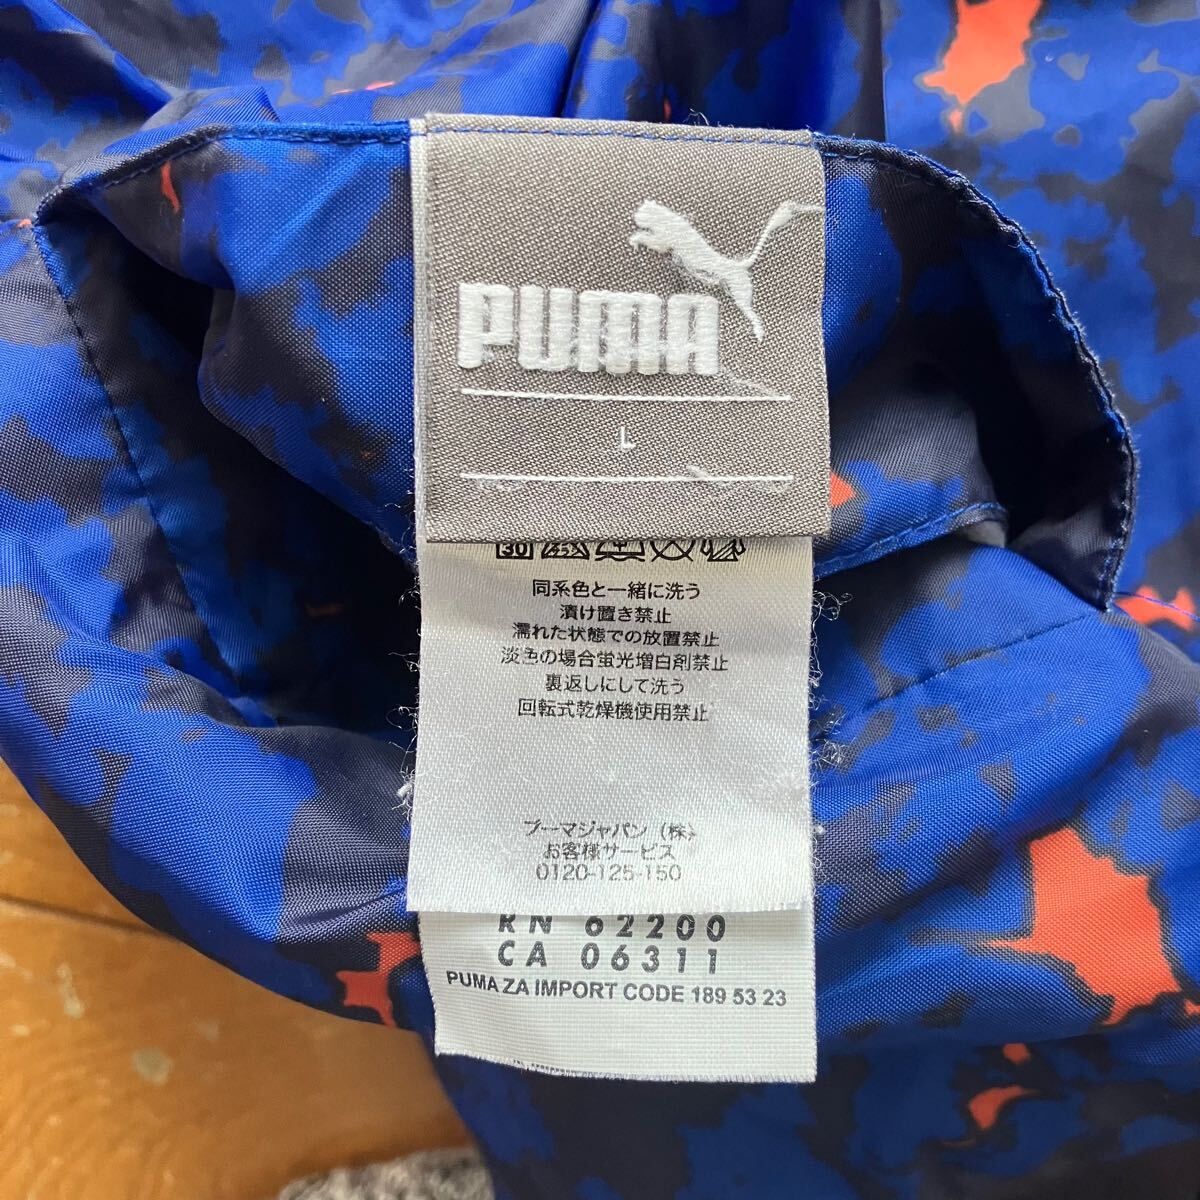 PUMA
L
30
同系色と一緒に洗う
漬け置き禁止
濡れた状態での放置禁止
淡色の場合蛍光増白剤禁止
裏返しにして洗う
回転式乾燥機使用禁止
プーマジャパン(株)
お客様サービス
0120-125-150
RN 62200
CA 06311
PUMA ZA IMPORT CODE 189 53 23